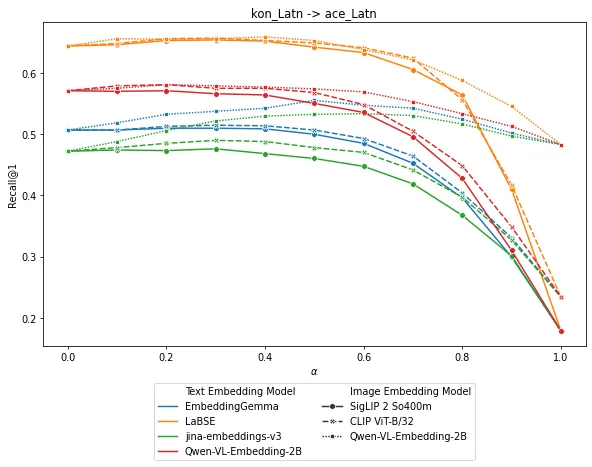 kon_Latn -> ace_Latn
Recall@1
0.6
0.5
0.4
0.3
0.2
0.0 0.2 0.4 0.6 0.8 1.0
α
Text Embedding Model Image Embedding Model
EmbeddingGemma SigLIP 2 So400m
LaBSE CLIP ViT-B/32
jina-embeddings-v3 Qwen-VL-Embedding-2B
Qwen-VL-Embedding-2B